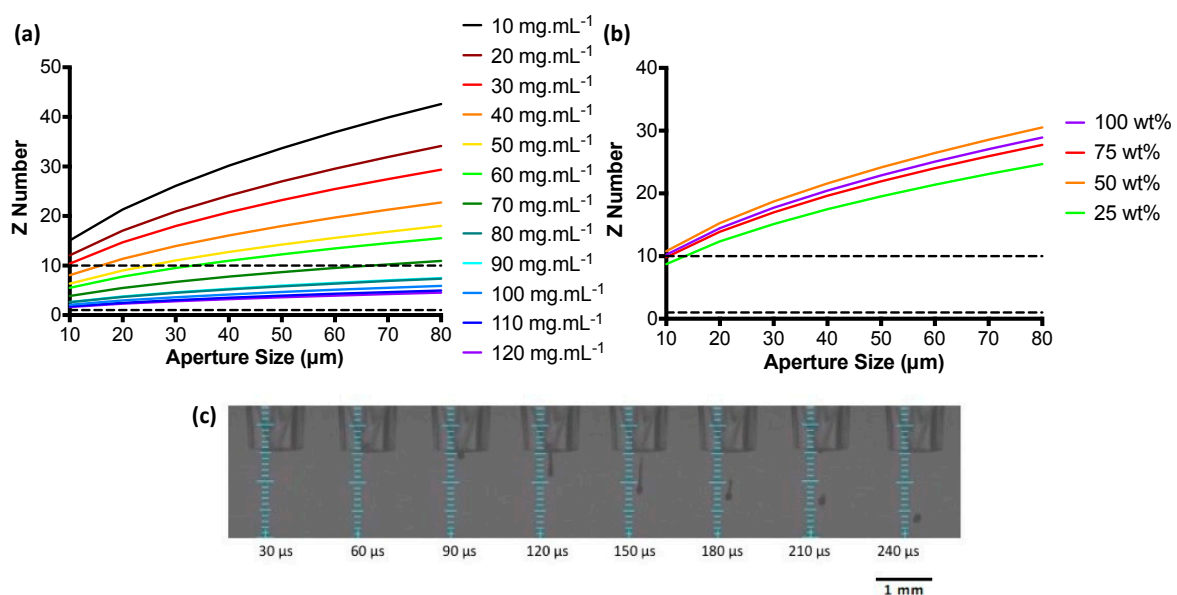 (a)
50
40
30
20
10
0
Z Number
10 20 30 40 50 60 70 80
Aperture Size (µm)
10 mg.mL⁻¹
20 mg.mL⁻¹
30 mg.mL⁻¹
40 mg.mL⁻¹
50 mg.mL⁻¹
60 mg.mL⁻¹
70 mg.mL⁻¹
80 mg.mL⁻¹
90 mg.mL⁻¹
100 mg.mL⁻¹
110 mg.mL⁻¹
120 mg.mL⁻¹
(b)
40
30
20
10
0
Z Number
10 20 30 40 50 60 70 80
Aperture Size (µm)
100 wt%
75 wt%
50 wt%
25 wt%
(c)
30 µs 60 µs 90 µs 120 µs 150 µs 180 µs 210 µs 240 µs
1 mm